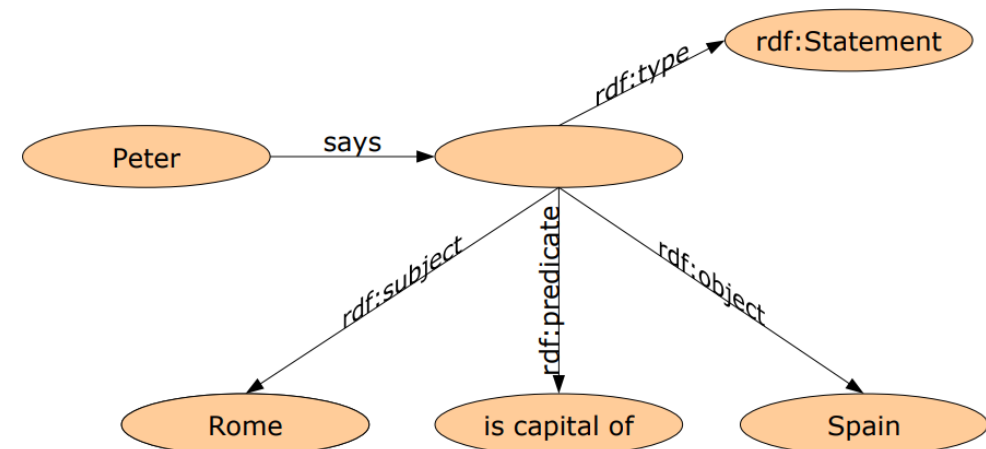 rdf:Statement
rdf:type
Peter
says
rdf:subject
rdf:predicate
rdf:object
Rome
is capital of
Spain